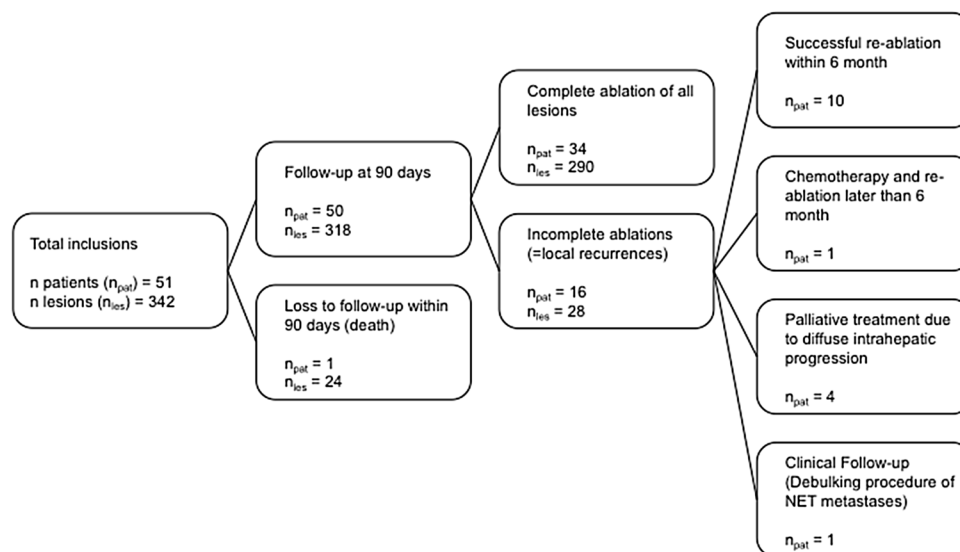 Total inclusions
n patients (npat) = 51
n lesions (nles) = 342
Follow-up at 90 days
npat = 50
nles = 318
Loss to follow-up within
90 days (death)
npat = 1
nles = 24
Complete ablation of all
lesions
npat = 34
nles = 290
Incomplete ablations
(=local recurrences)
npat = 16
nles = 28
Successful re-ablation
within 6 month
npat = 10
Chemotherapy and re-
ablation later than 6
month
npat = 1
Palliative treatment due
to diffuse intrahepatic
progression
npat = 4
Clinical Follow-up
(Debulking procedure of
NET metastases)
npat = 1